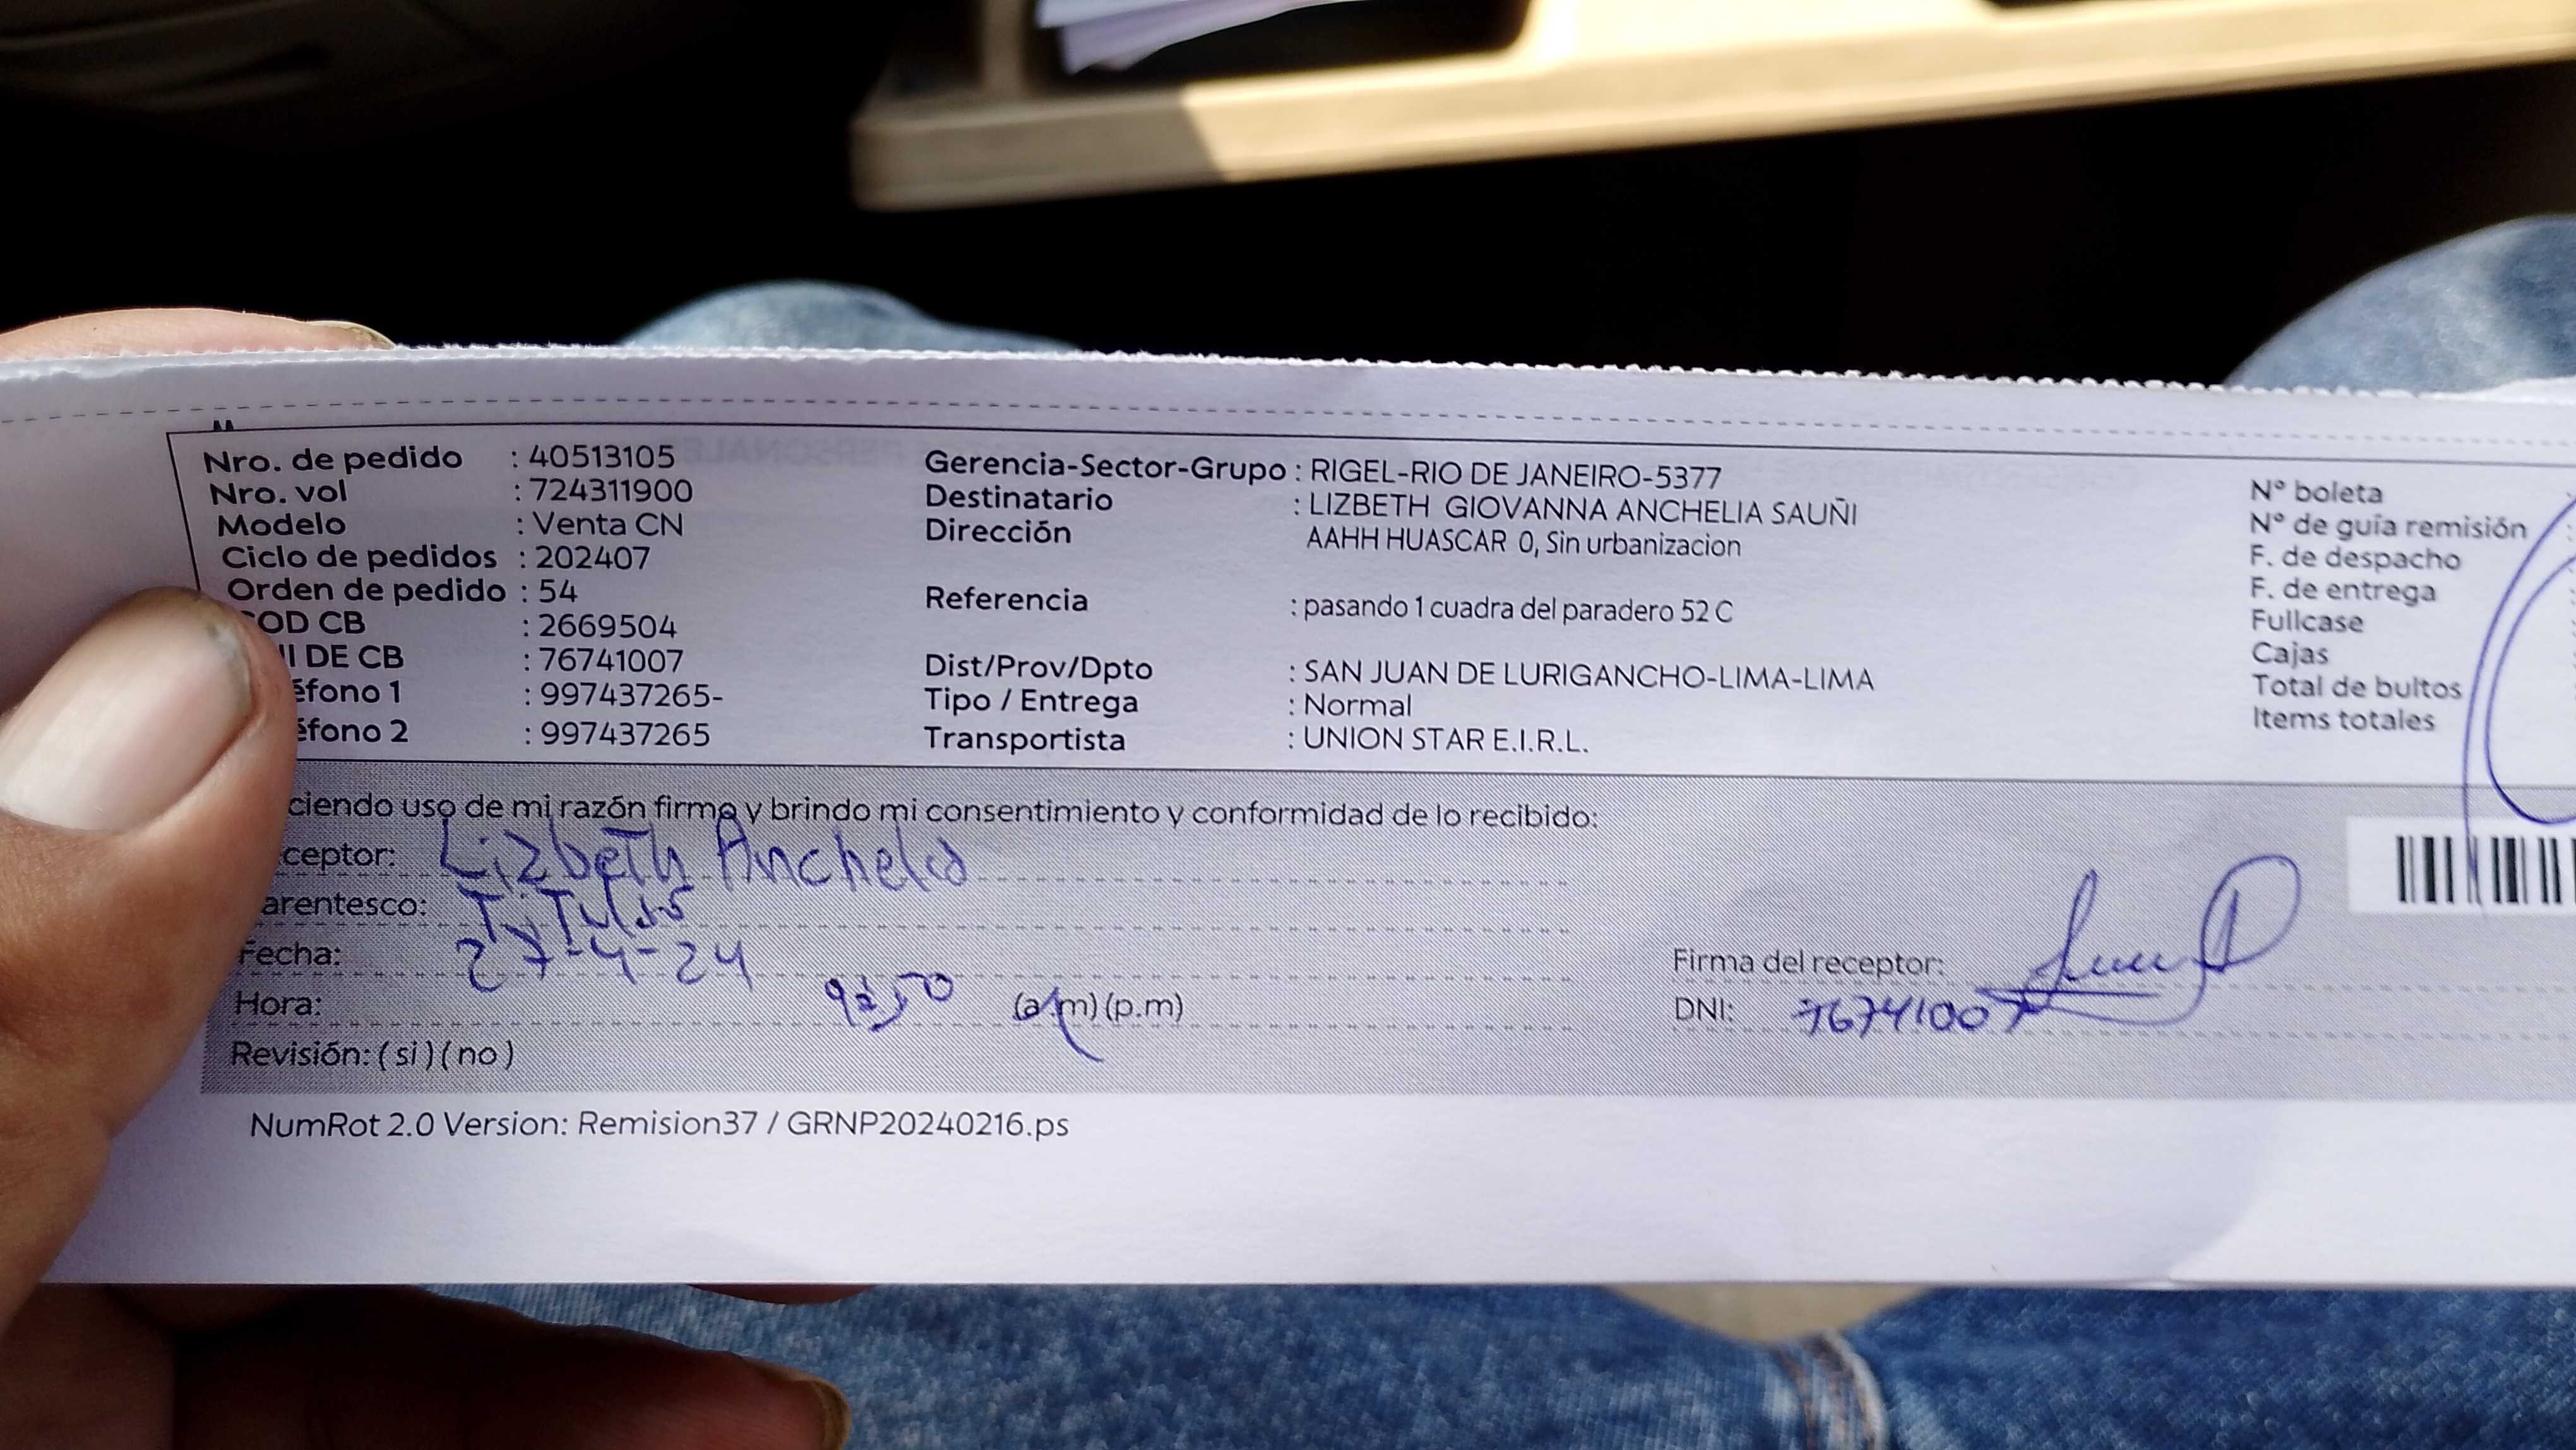 Nro. de pedido : 40513105
Nro. vol : 724311900
Modelo : Venta CN
Ciclo de pedidos : 202407
Orden de pedido : 54
OD CB : 2669504
I DE CB : 76741007
éfono 1 : 997437265-
éfono 2 : 997437265
Gerencia-Sector-Grupo : RIGEL-RIO DE JANEIRO-5377
Destinatario : LIZBETH GIOVANNA ANCHELIA SAUÑI
Dirección AAHH HUASCAR 0, Sin urbanizacion
Referencia : pasando 1 cuadra del paradero 52 C
Dist/Prov/Dpto : SAN JUAN DE LURIGANCHO-LIMA-LIMA
Tipo / Entrega : Normal
Transportista : UNION STAR E.I.R.L.
N° boleta
N° de guía remisión
F. de despacho
F. de entrega
Fullcase
Cajas
Total de bultos
Items totales
ciendo uso de mi razón firmo y brindo mi consentimiento y conformidad de lo recibido:
ceptor: Lizbeth Anchelia
arentesco:
Fecha: 27-4-24
Hora: (a.m)(p.m)
Revisión: (si)(no)
Firma del receptor:
DNI: 76741007
NumRot 2.0 Version: Remision37 / GRNP20240216.ps